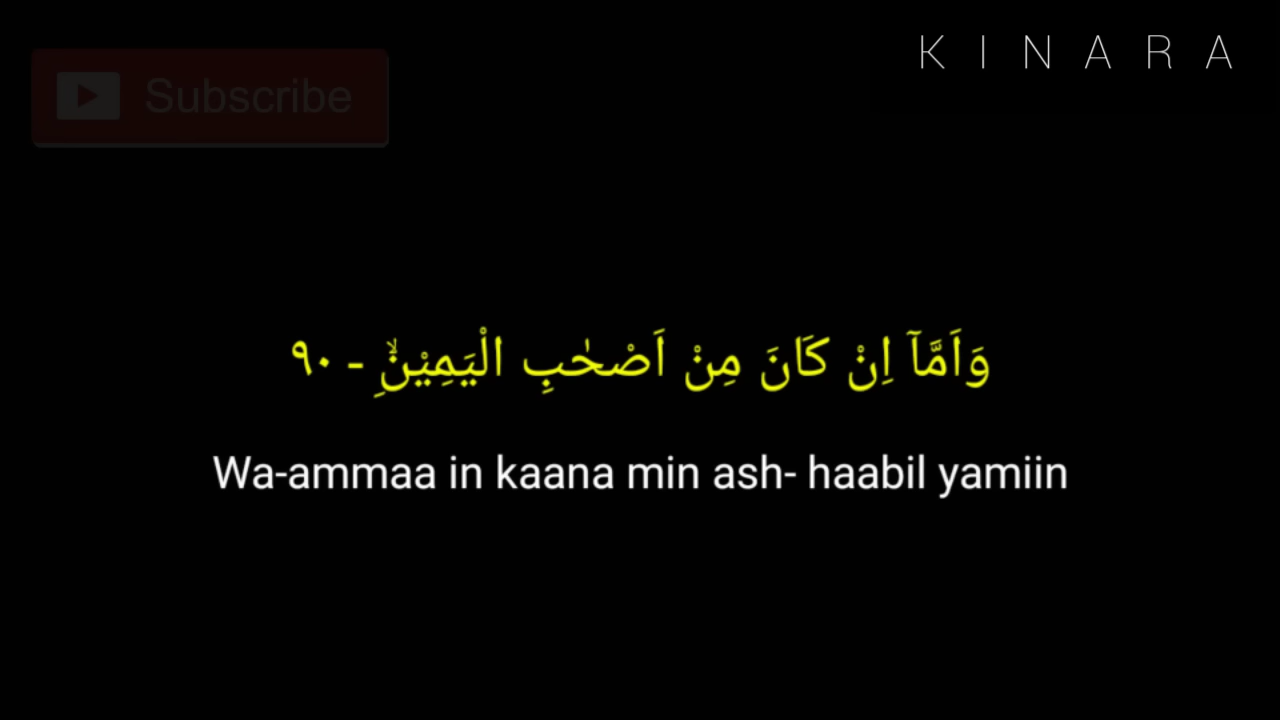 K I N A R A
Subscribe
وَاَمَّآ اِنْ كَانَ مِنْ اَصْحٰبِ الْيَمِيْنِۙ - ٩٠
Wa-ammaa in kaana min ash- haabil yamiin